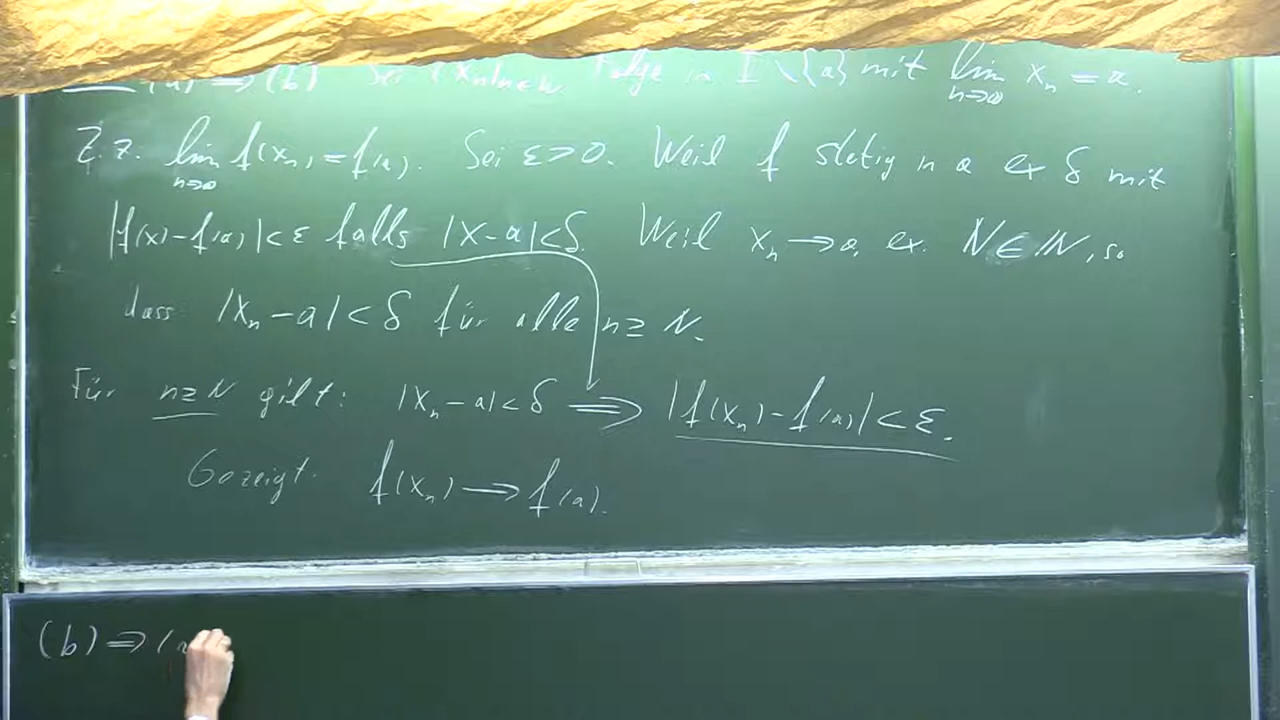 (a) ⇒ (b) Sei (xₙ)ₙ∈ℕ Folge in I \ {a} mit lim_{n→∞} xₙ = a.
Z.z. lim_{n→∞} f(xₙ) = f(a). Sei ε>0. Weil f stetig in a ex δ mit
|f(x)-f(a)|<ε falls |x-a|<δ. Weil xₙ → a, ex. N∈ℕ, so
dass |xₙ-a|<δ für alle n≥N.
Für n≥N gilt: |xₙ-a|<δ ⟹ |f(xₙ)-f(a)|<ε.
Gezeigt. f(xₙ) → f(a).
(b) ⇒ (a